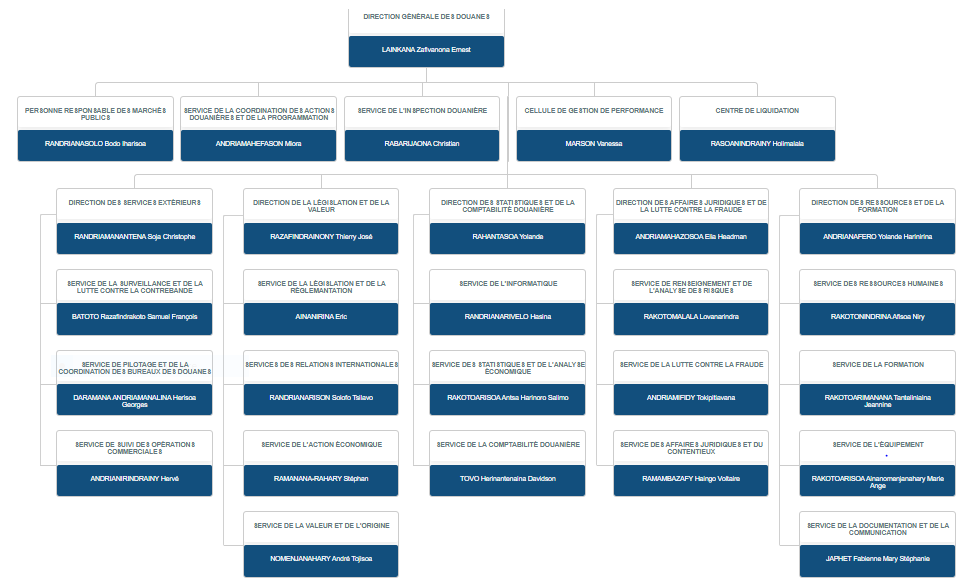 DIRECTION GÉNÉRALE DES DOUANES
LAINKANA Zafivanona Ernest
PERSONNE RESPONSABLE DES MARCHÉS
PUBLICS
RANDRIANASOLO Bodo Iharisoa
SERVICE DE LA COORDINATION DES ACTIONS
DOUANIÈRES ET DE LA PROGRAMMATION
ANDRIAMAHEFASON Miora
SERVICE DE L'INSPECTION DOUANIÈRE
RABARIJAONA Christian
CELLULE DE GESTION DE PERFORMANCE
MARSON Vanessa
CENTRE DE LIQUIDATION
RASOANINDRAINY Holimalala
DIRECTION DES SERVICES EXTÉRIEURS
RANDRIAMANANTENA Soja Christophe
DIRECTION DE LA LÉGISLATION ET DE LA
VALEUR
RAZAFINDRAINONY Thierry José
DIRECTION DES STATISTIQUES ET DE LA
COMPTABILITÉ DOUANIÈRE
RAHANTASOA Yolande
DIRECTION DES AFFAIRES JURIDIQUES ET DE
LA LUTTE CONTRE LA FRAUDE
ANDRIAMAHAZOSOA Elia Headman
DIRECTION DES RESSOURCES ET DE LA
FORMATION
ANDRIANAFERO Yolande Harinirina
SERVICE DE LA SURVEILLANCE ET DE LA
LUTTE CONTRE LA CONTREBANDE
BATOTO Razafindrakoto Samuel François
SERVICE DE LA LÉGISLATION ET DE LA
RÉGLEMANTATION
AINANIRINA Eric
SERVICE DE L'INFORMATIQUE
RANDRIANARIVELO Hasina
SERVICE DE RENSEIGNEMENT ET DE
L'ANALYSE DES RISQUES
RAKOTOMALALA Lovanarindra
SERVICE DES RESSOURCES HUMAINES
RAKOTONINDRINA Afisoa Niry
SERVICE DE PILOTAGE ET DE LA
COORDINATION DES BUREAUX DES DOUANES
DARAMANA ANDRIAMANALINA Harisoa
Georges
SERVICES DES RELATIONS INTERNATIONALES
RANDRIANARISON Solofo Tsilavo
SERVICE DES STATISTIQUES ET DE L'ANALYSE
ÉCONOMIQUE
RAKOTOARISOA Antsa Harinoro Salimo
SERVICE DE LA LUTTE CONTRE LA FRAUDE
ANDRIAMIFIDY Tokipitiavana
SERVICE DE LA FORMATION
RAKOTOARIMANANA Tanteliniaina
Jeannine
SERVICE DE SUIVI DES OPÉRATIONS
COMMERCIALES
ANDRIANIRINDRAINY Hervé
SERVICE DE L'ACTION ÉCONOMIQUE
RAMANANA-RAHARY Stéphan
SERVICE DE LA COMPTABILITÉ DOUANIÈRE
TOVO Herinantenaina Davidson
SERVICE DES AFFAIRES JURIDIQUES ET DU
CONTENTIEUX
RAMAMBAZAFY Haingo Voltaire
SERVICE DE L'ÉQUIPEMENT
RAKOTOARISOA Ainanomenjanahary Marie
Ange
SERVICE DE LA VALEUR ET DE L'ORIGINE
NOMENJANAHARY André Tojisoa
SERVICE DE LA DOCUMENTATION ET DE LA
COMMUNICATION
JAPHET Fabienne Mary Stéphanie